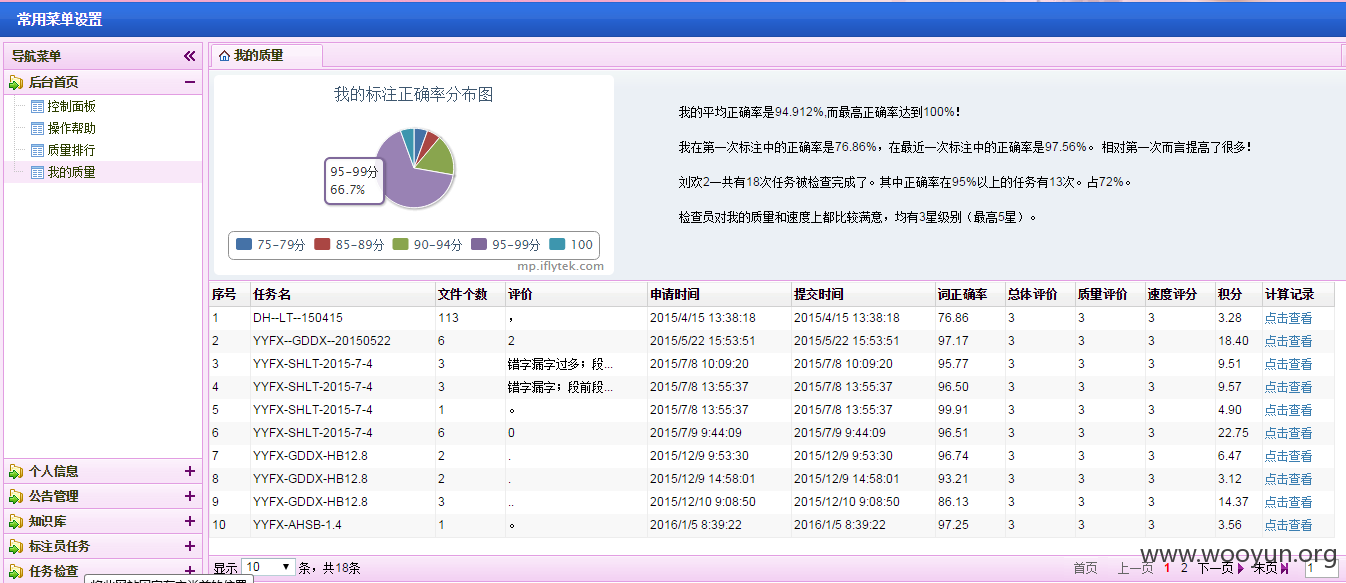 常用菜单设置
导航菜单
后台首页
控制面板
操作帮助
质量排行
我的质量
个人信息
公告管理
知识库
标注员任务
任务检查
我的质量
我的标注正确率分布图
95-99分
66.7%
75-79分 85-89分 90-94分 95-99分 100
mp.iflytek.com
我的平均正确率是94.912%,而最高正确率达到100%！
我在第一次标注中的正确率是76.86%，在最近一次标注中的正确率是97.56%。相对第一次而言提高了很多！
刘欢2一共有18次任务被检查完成了。其中正确率在95%以上的任务有13次。占72%。
检查员对我的质量和速度上都比较满意，均有3星级别（最高5星）。
序号 任务名 文件个数 评价 申请时间 提交时间 词正确率 总体评价 质量评价 速度评分 积分 计算记录
1 DH--LT--150415 113 ， 2015/4/15 13:38:18 2015/4/15 13:38:18 76.86 3 3 3 3.28 点击查看
2 YYFX--GDDX--20150522 6 2 2015/5/22 15:53:51 2015/5/22 15:53:51 97.17 3 3 3 18.40 点击查看
3 YYFX-SHLT-2015-7-4 3 错字漏字过多；段... 2015/7/8 10:09:20 2015/7/8 10:09:20 95.77 3 3 3 9.51 点击查看
4 YYFX-SHLT-2015-7-4 3 错字漏字；段前段... 2015/7/8 13:55:37 2015/7/8 13:55:37 96.50 3 3 3 9.57 点击查看
5 YYFX-SHLT-2015-7-4 1 。 2015/7/8 13:55:37 2015/7/8 13:55:37 99.91 3 3 3 4.90 点击查看
6 YYFX-SHLT-2015-7-4 6 0 2015/7/9 9:44:09 2015/7/9 9:44:09 96.51 3 3 3 22.75 点击查看
7 YYFX-GDDX-HB12.8 2 . 2015/12/9 9:53:30 2015/12/9 9:53:30 96.74 3 3 3 6.47 点击查看
8 YYFX-GDDX-HB12.8 2 . 2015/12/9 14:58:01 2015/12/9 14:58:01 93.21 3 3 3 3.12 点击查看
9 YYFX-GDDX-HB12.8 3 .. 2015/12/10 9:08:50 2015/12/10 9:08:50 86.13 3 3 3 14.37 点击查看
10 YYFX-AHSB-1.4 1 。 2016/1/5 8:39:22 2016/1/5 8:39:22 97.25 3 3 3 3.56 点击查看
显示 10 条，共18条
首页 上一页 1 2 下一页 末页 1
www.wooyun.org